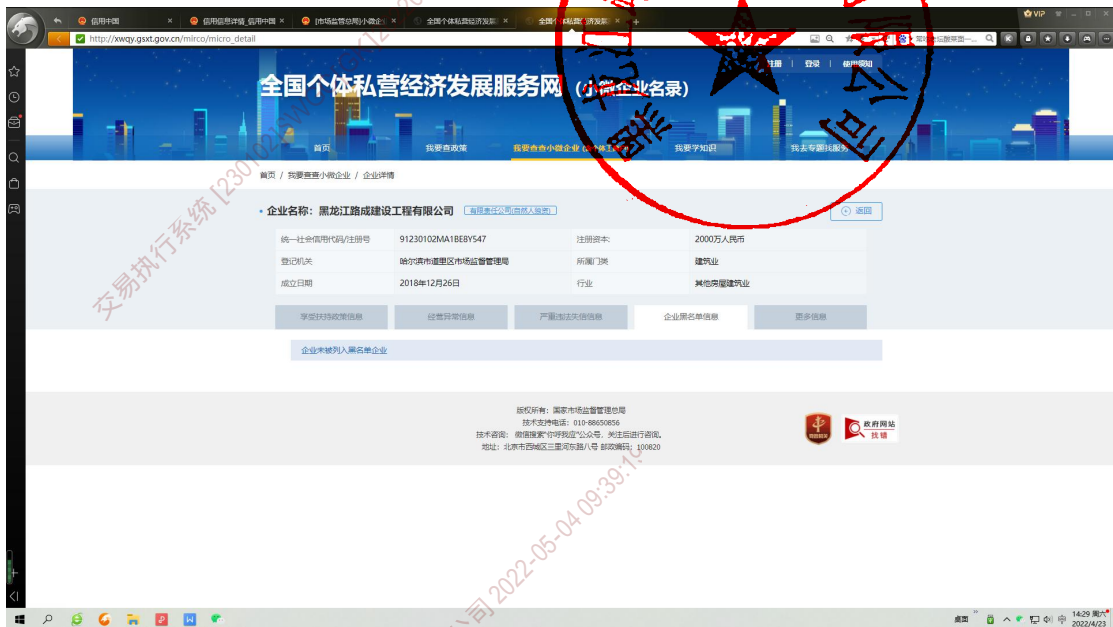 信用中国
信用信息详情_信用中国
[市场监管总局]小微企
全国个体私营经济发展
VIP
http://xwqy.gsxt.gov.cn/mirco/micro_detail
注册 | 登录 | 使用须知
全国个体私营经济发展服务网 (小微企业名录)
首页
我要查政策
我要查查小微企业
我要学知识
我去专题找服务
首页 / 我要查查小微企业 / 企业详情
企业名称: 黑龙江路成建设工程有限公司
有限责任公司(自然人独资)
返回
统一社会信用代码/注册号 91230102MA1BE8Y547 注册资本: 2000万人民币
登记机关 哈尔滨市道里区市场监督管理局 所属门类 建筑业
成立日期 2018年12月26日 行业 其他房屋建筑业
享受扶持政策信息 经营异常信息 严重违法失信信息 企业黑名单信息 更多信息
企业未被列入黑名单企业
版权所有: 国家市场监督管理总局
技术支持电话: 010-88650856
技术咨询: 微信搜索“你呼我应”公众号, 关注后进行咨询。
地址: 北京市西城区三里河东路八号 邮政编码: 100820
政府网站
找错
交易执行系统
公司 2022-05-04 09:39:19
桌面
14:29 周六
2022/4/23